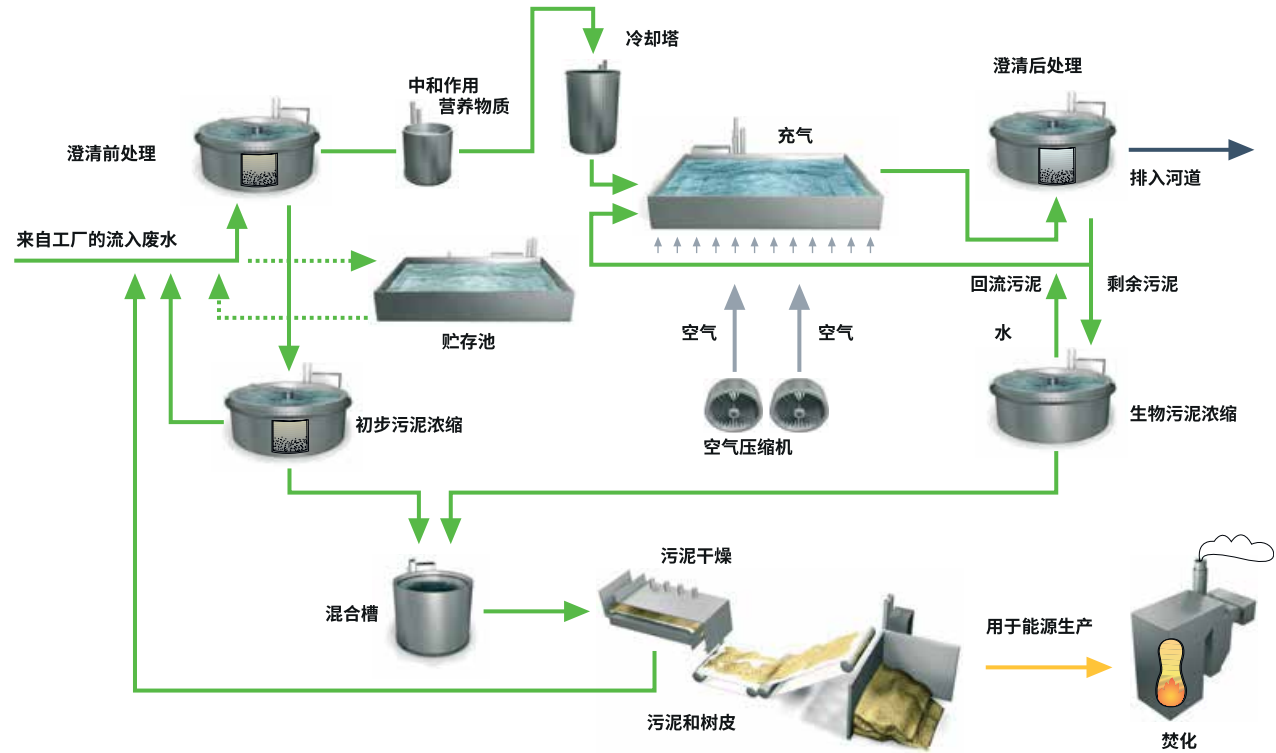 冷却塔
中和作用
营养物质
澄清前处理
充气
澄清后处理
排入河道
来自工厂的流入废水
贮存池
回流污泥
剩余污泥
空气
空气
水
初步污泥浓缩
生物污泥浓缩
空气压缩机
污泥干燥
混合槽
用于能源生产
污泥和树皮
焚化